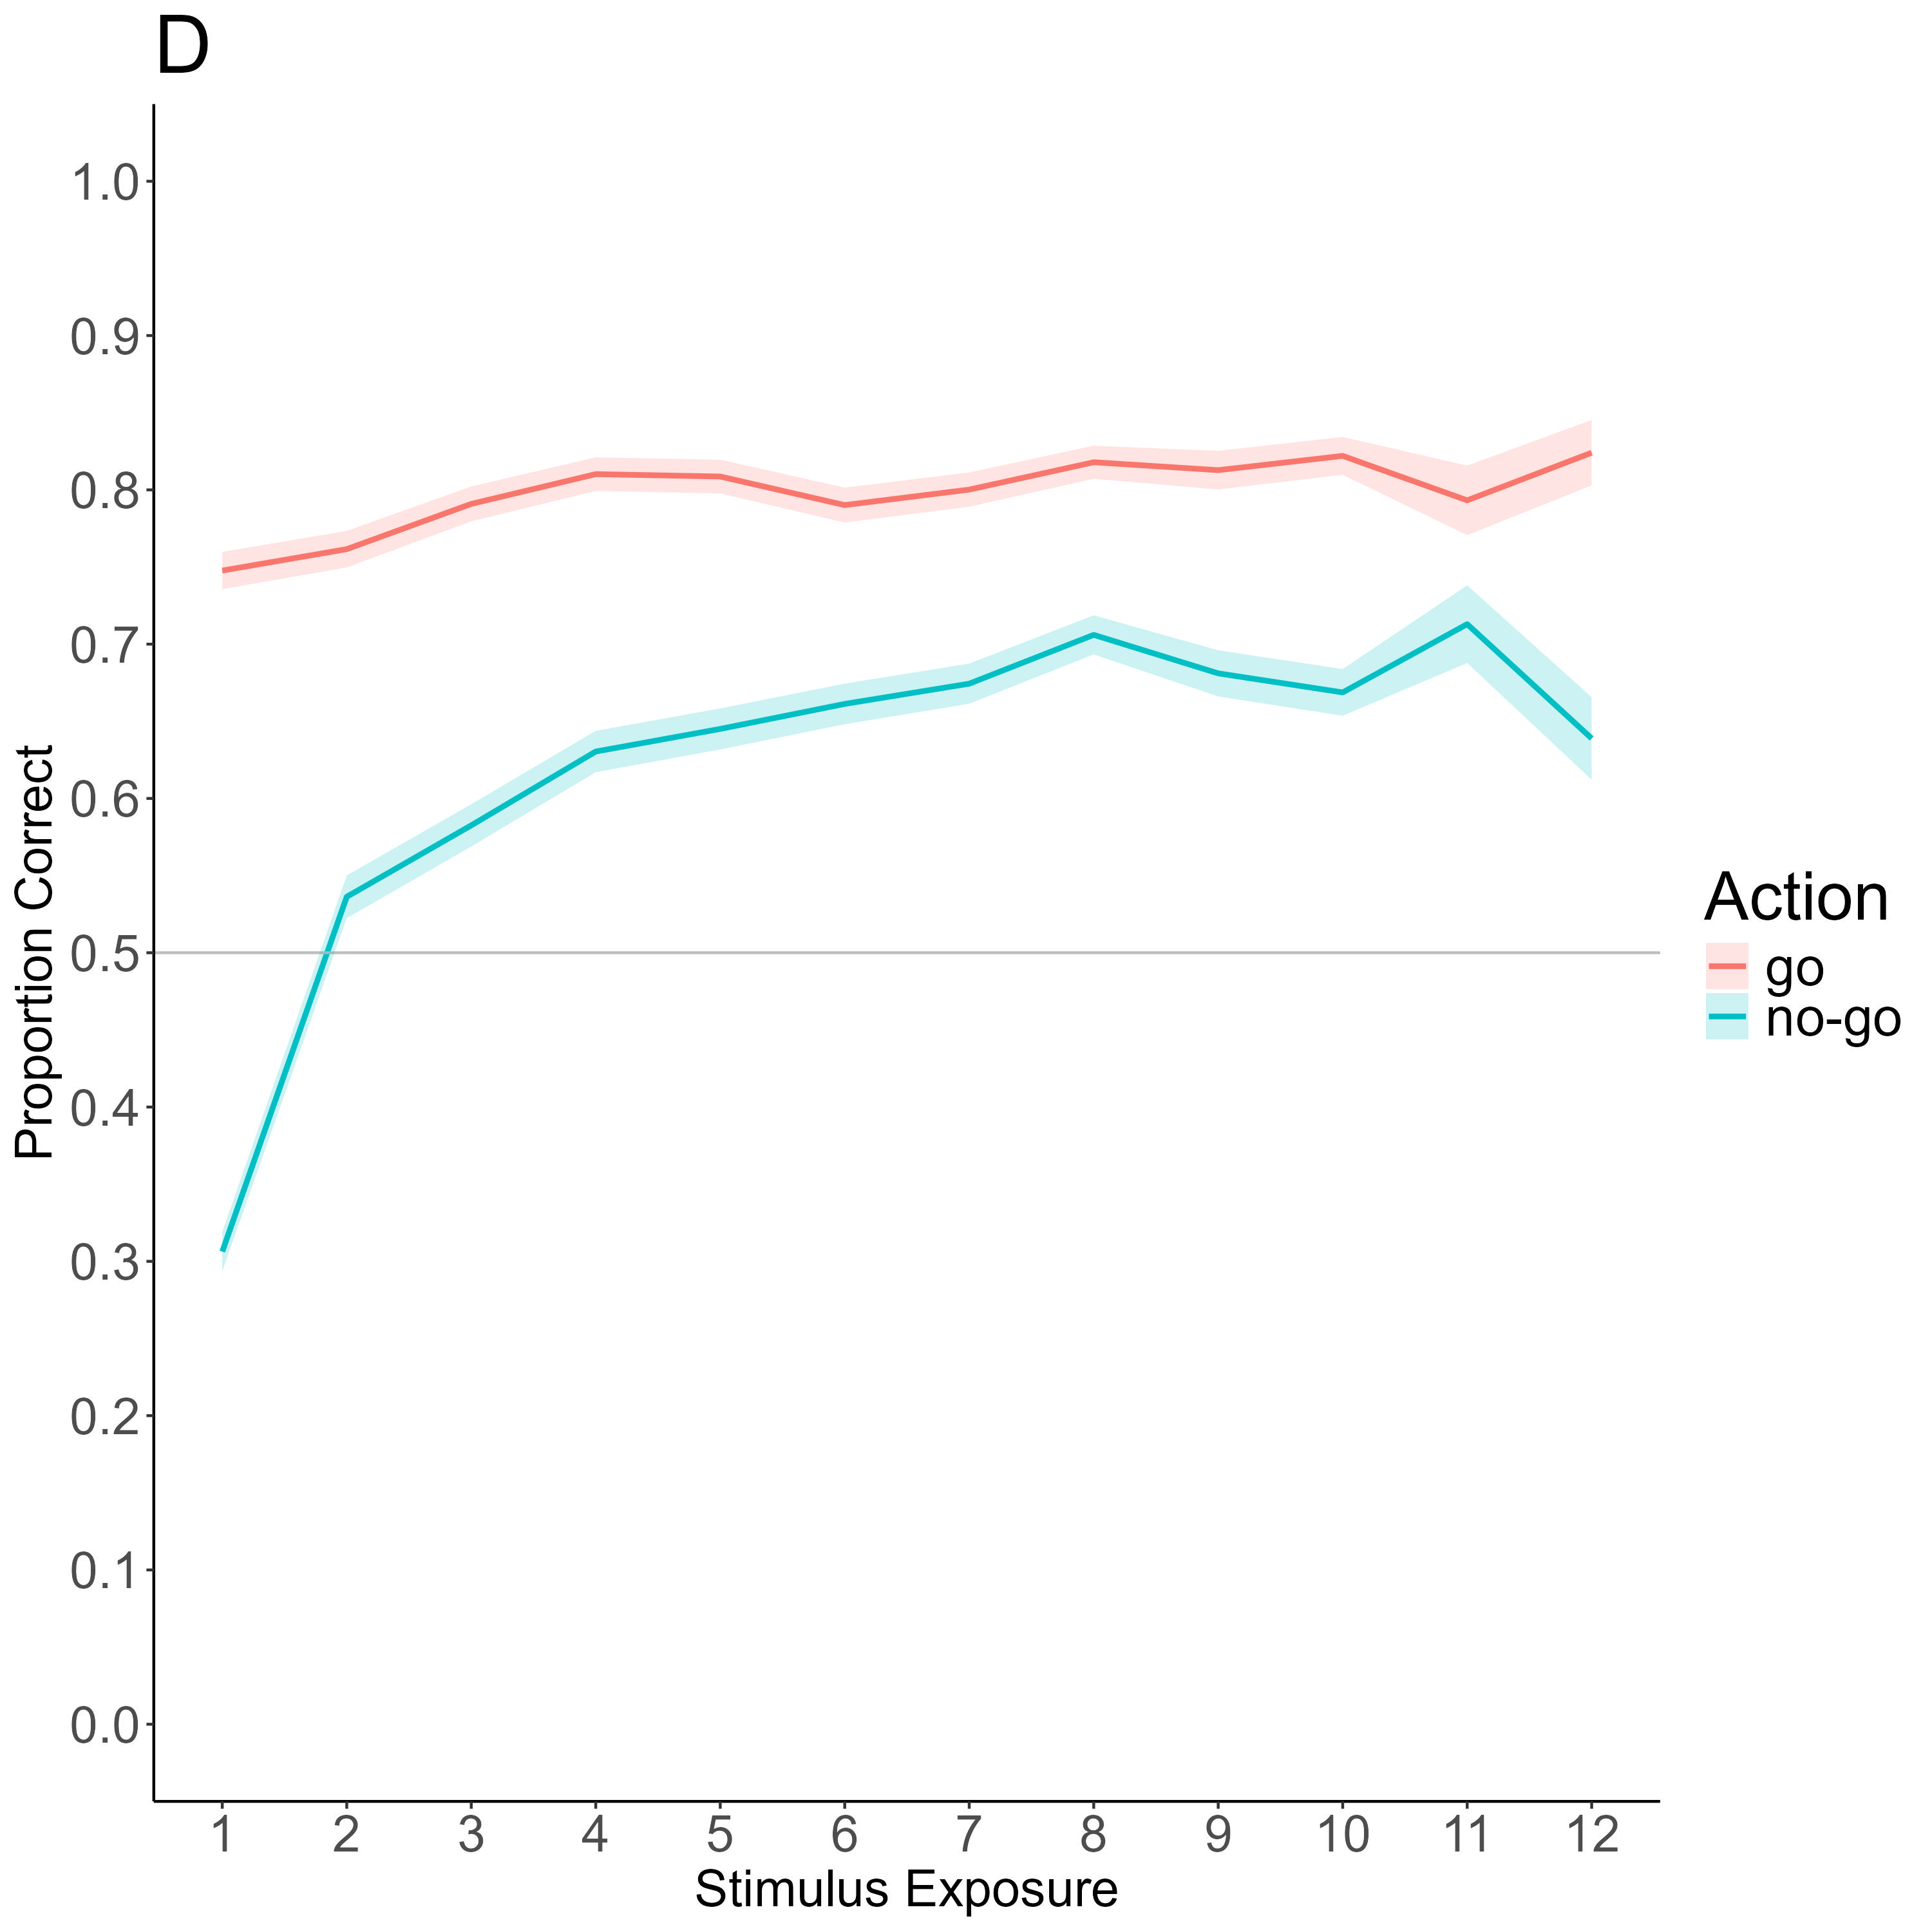 D
1.0
0.9
0.8
0.7
0.6
0.5
0.4
0.3
0.2
0.1
0.0
Proportion Correct
1 2 3 4 5 6 7 8 9 10 11 12
Stimulus Exposure
Action
go
no-go